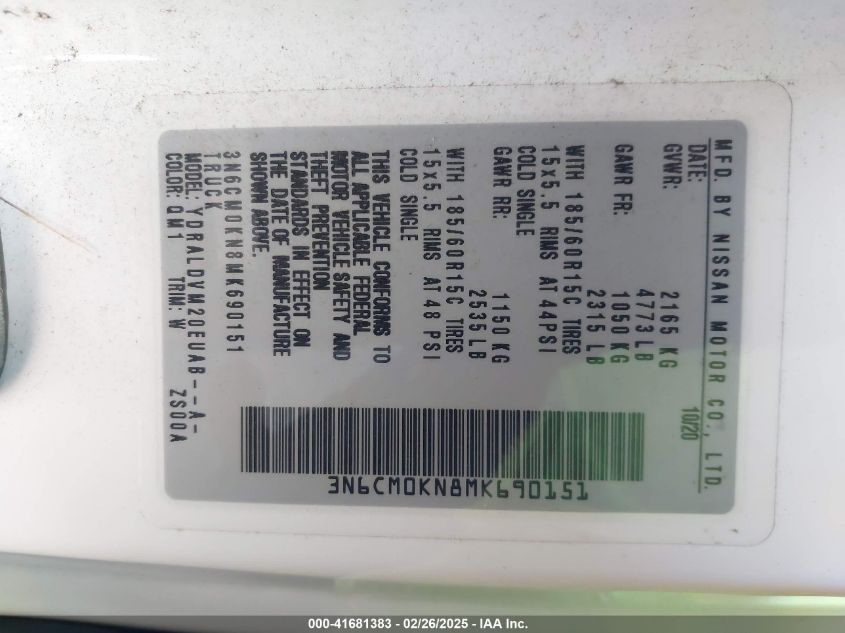 MFD. BY NISSAN MOTOR CO., LTD.
DATE: 10/20
GVWR: 2165 KG
4773 LB
GAWR FR: 1050 KG
2315 LB
WITH 185/60R15C TIRES
15x5.5 RIMS AT 44PSI
COLD SINGLE
GAWR RR: 1150 KG
2535 LB
WITH 185/60R15C TIRES
15x5.5 RIMS AT 48 PSI
COLD SINGLE
THIS VEHICLE CONFORMS TO
ALL APPLICABLE FEDERAL
MOTOR VEHICLE SAFETY AND
THEFT PREVENTION
STANDARDS IN EFFECT ON
THE DATE OF MANUFACTURE
SHOWN ABOVE.
3N6CM0KN8MK690151
TRUCK
MODEL: YDRALDYM20EUAB--A-
COLOR: QM1 TRIM: W ZS00A
3N6CM0KN8MK690151
000-41681383 / 02/26/2025 - IAA Inc.